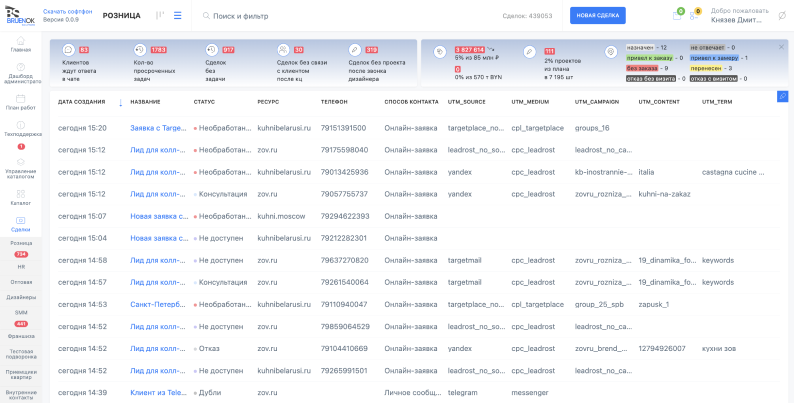 BRUENOK
Скачать софтфон
Версия 0.0.9
РОЗНИЦА
Поиск и фильтр
Сделок: 439053
НОВАЯ СДЕЛКА
0
0
Добро пожаловать
Князев Дмит...
Главная
Дашборд
администрато
План работ
Техподдержка
1
Управление
каталогом
Каталог
Сделки
Розница
734
HR
Оптовая
Дизайнеры
SMM
441
Франшиза
Тестовая
подворонка
Приемщики
квартир
Внутренние
контакты
83
Клиентов
ждут ответа
в чате
1783
Кол-во
просроченных
задач
917
Сделок
без
задачи
30
Сделок без связи
с клиентом
после кц
319
Сделок без проекта
после звонка
дизайнера
3 827 614
5% из 85 млн ₽
0
0% из 570 т BYN
111
2% проектов
из плана
в 7 195 шт
назначен - 12
не отвечает - 0
привел к заказу - 0
привел к замеру - 1
без заказа - 9
перенесен - 3
отказ без визита - 0
отказ с визитом - 0
ДАТА СОЗДАНИЯ НАЗВАНИЕ СТАТУС РЕСУРС ТЕЛЕФОН СПОСОБ КОНТАКТА UTM_SOURCE UTM_MEDIUM UTM_CAMPAIGN UTM_CONTENT UTM_TERM
сегодня 15:20 Заявка с Targe... Необработан... kuhnibelarusi.ru 79151391500 Онлайн-заявка targetplace_no... cpl_targetplace groups_16
сегодня 15:12 Лид для колл-... Необработан... zov.ru 79175598040 Онлайн-заявка leadrost_no_so... cpc_leadrost leadrost_no_ca...
сегодня 15:12 Лид для колл-... Необработан... kuhnibelarusi.ru 79013425936 Онлайн-заявка yandex cpc_leadrost kb-inostrannie-... italia castagna cucine ...
сегодня 15:12 Лид для колл-... Консультация zov.ru 79057755737 Онлайн-заявка yandex cpc_leadrost zovru_rozniza_... kuhni-na-zakaz
сегодня 15:07 Новая заявка с... Необработан... kuhni.moscow 79294622393 Онлайн-заявка
сегодня 15:04 Новая заявка с... Не доступен kuhnibelarusi.ru 79212282301 Онлайн-заявка
сегодня 14:58 Лид для колл-... Не доступен zov.ru 79637270820 Онлайн-заявка targetmail cpc_leadrost zovru_rozniza_... 19_dinamika_fo... keywords
сегодня 14:57 Лид для колл-... Консультация zov.ru 79261540064 Онлайн-заявка targetmail cpc_leadrost zovru_rozniza_... 19_dinamika_fo... keywords
сегодня 14:53 Санкт-Петерб... Необработан... kuhnibelarusi.ru 79110940047 Онлайн-заявка targetplace_no... cpl_targetplace group_25_spb zapusk_1
сегодня 14:52 Лид для колл-... Не доступен zov.ru 79859064529 Онлайн-заявка leadrost_no_so... cpc_leadrost leadrost_no_ca...
сегодня 14:52 Лид для колл-... Отказ zov.ru 79104410669 Онлайн-заявка yandex cpc_leadrost zovru_brend_... 12794926007 кухни зов
сегодня 14:52 Лид для колл-... Не доступен kuhnibelarusi.ru 79265991501 Онлайн-заявка leadrost_no_so... cpc_leadrost leadrost_no_ca...
сегодня 14:39 Клиент из Tele... Дубли zov.ru Личное сообщ... telegram messenger